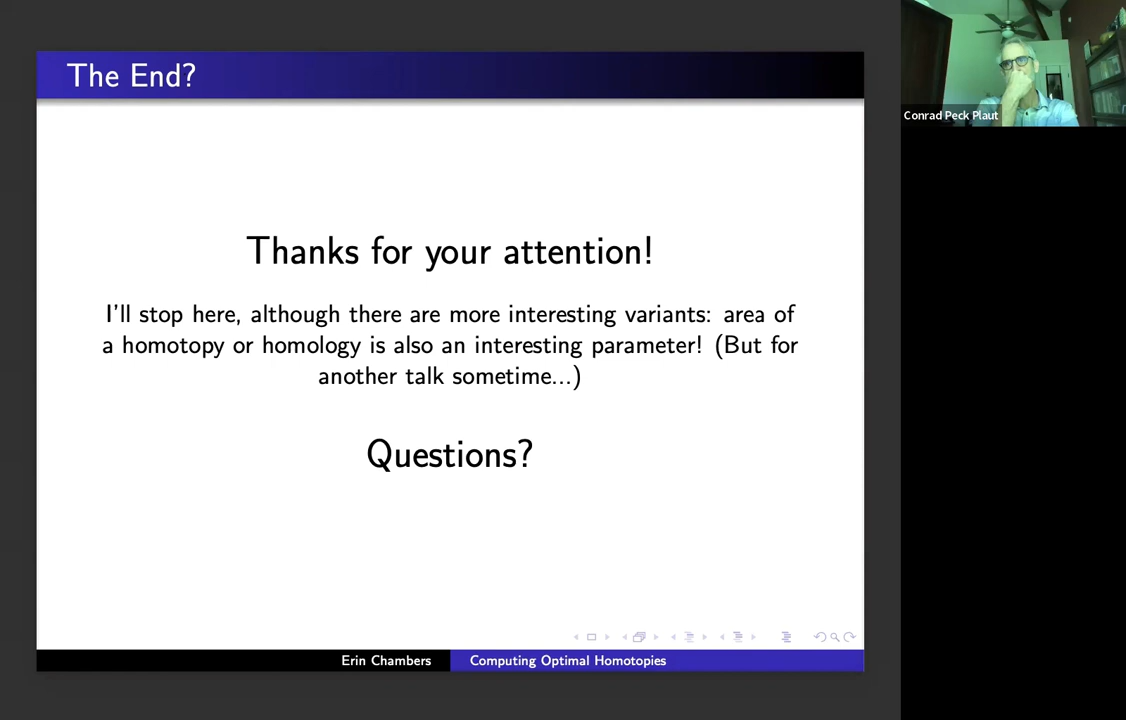 The End?
Conrad Peck Plaut
Thanks for your attention!
I'll stop here, although there are more interesting variants: area of
a homotopy or homology is also an interesting parameter! (But for
another talk sometime...)
Questions?
Erin Chambers
Computing Optimal Homotopies